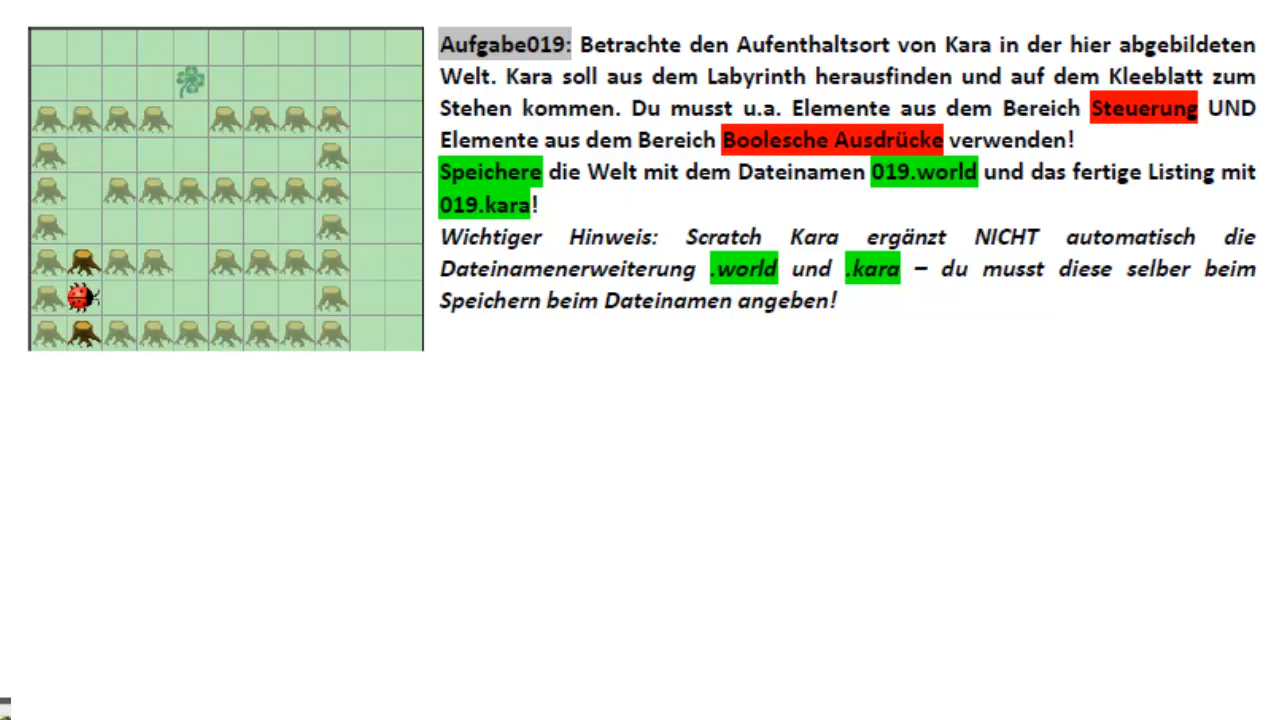 Aufgabe019: Betrachte den Aufenthaltsort von Kara in der hier abgebildeten
Welt. Kara soll aus dem Labyrinth herausfinden und auf dem Kleeblatt zum
Stehen kommen. Du musst u.a. Elemente aus dem Bereich Steuerung UND
Elemente aus dem Bereich Boolesche Ausdrücke verwenden!
Speichere die Welt mit dem Dateinamen 019.world und das fertige Listing mit
019.kara!
Wichtiger Hinweis: Scratch Kara ergänzt NICHT automatisch die
Dateinamenerweiterung .world und .kara – du musst diese selber beim
Speichern beim Dateinamen angeben!